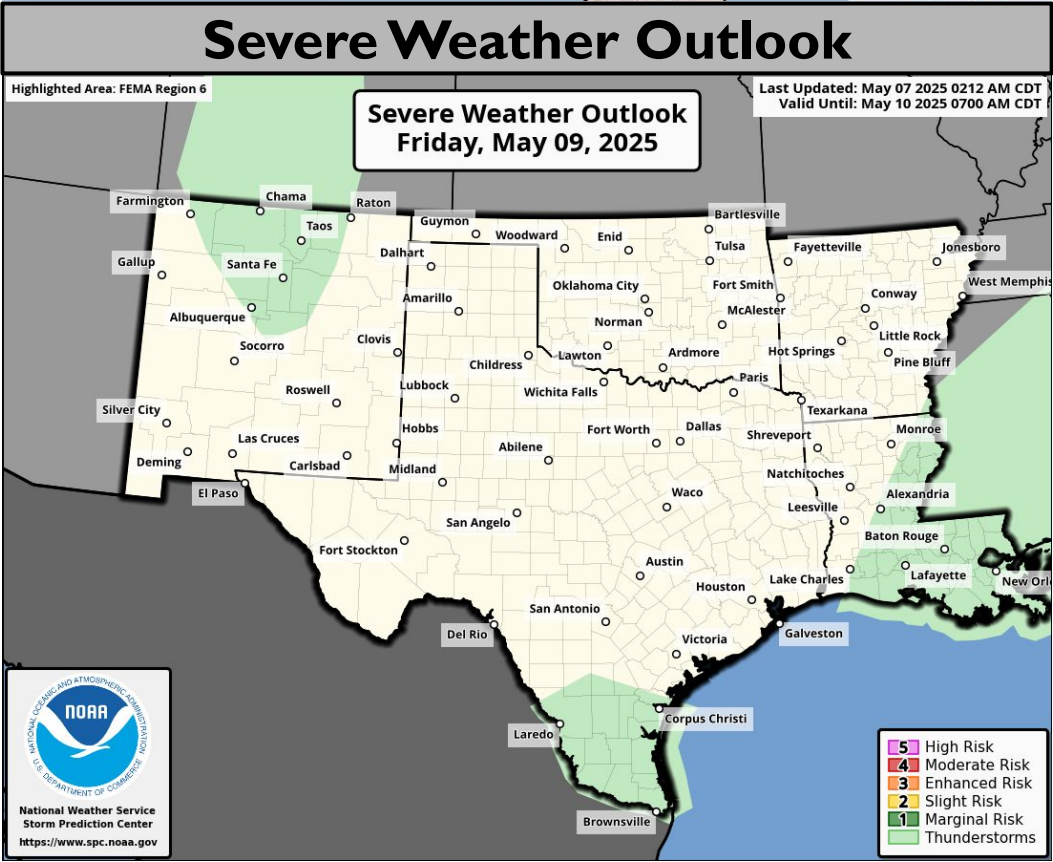 Severe Weather Outlook
Highlighted Area: FEMA Region 6
Last Updated: May 07 2025 0212 AM CDT
Valid Until: May 10 2025 0700 AM CDT
Severe Weather Outlook
Friday, May 09, 2025
Farmington
Chama
Raton
Taos
Gallup
Santa Fe
Albuquerque
Socorro
Clovis
Roswell
Silver City
Las Cruces
Hobbs
Deming
Carlsbad
Guymon
Woodward
Enid
Bartlesville
Tulsa
Dalhart
Oklahoma City
Fort Smith
Amarillo
Norman
McAlester
Childress
Lawton
Ardmore
Fayetteville
Jonesboro
West Memphis
Conway
Little Rock
Hot Springs
Pine Bluff
Lubbock
Wichita Falls
Paris
Texarkana
Fort Worth
Dallas
Shreveport
Monroe
Abilene
Midland
Natchitoches
El Paso
Waco
Leesville
Alexandria
San Angelo
Fort Stockton
Baton Rouge
Austin
Houston
Lake Charles
Lafayette
New Orl
San Antonio
Del Rio
Victoria
Galveston
Laredo
Corpus Christi
Brownsville
NATIONAL OCEANIC AND ATMOSPHERIC ADMINISTRATION
NOAA
U.S. DEPARTMENT OF COMMERCE
National Weather Service
Storm Prediction Center
https://www.spc.noaa.gov
5 High Risk
4 Moderate Risk
3 Enhanced Risk
2 Slight Risk
1 Marginal Risk
Thunderstorms